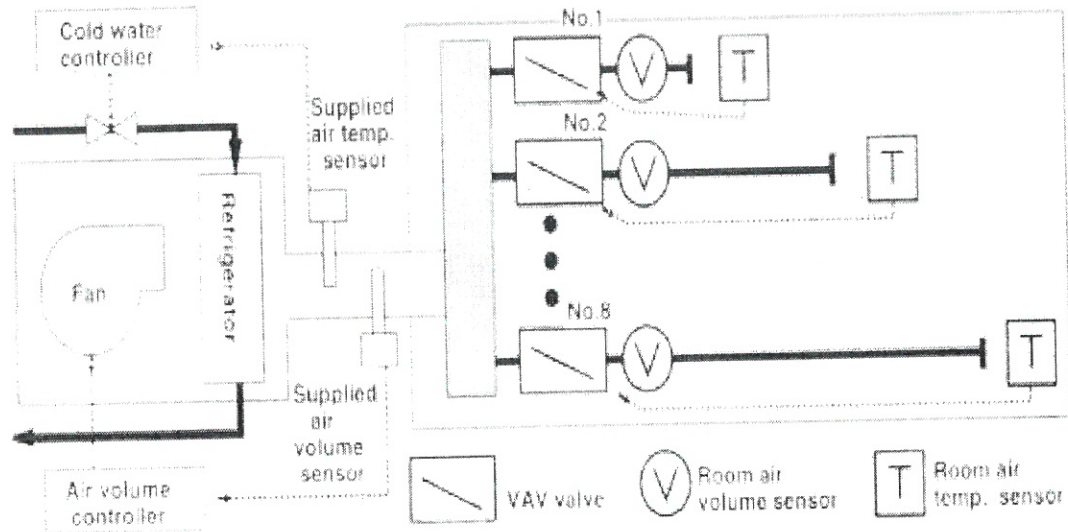 Cold water
controller
Supplied
air temp.
sensor
No.1
V
T
No.2
V
T
Fan
Refrigerator
No.8
V
T
Supplied
air
volume
sensor
Air volume
controller
VAV valve
V
Room air
volume sensor
T
Room air
temp. sensor